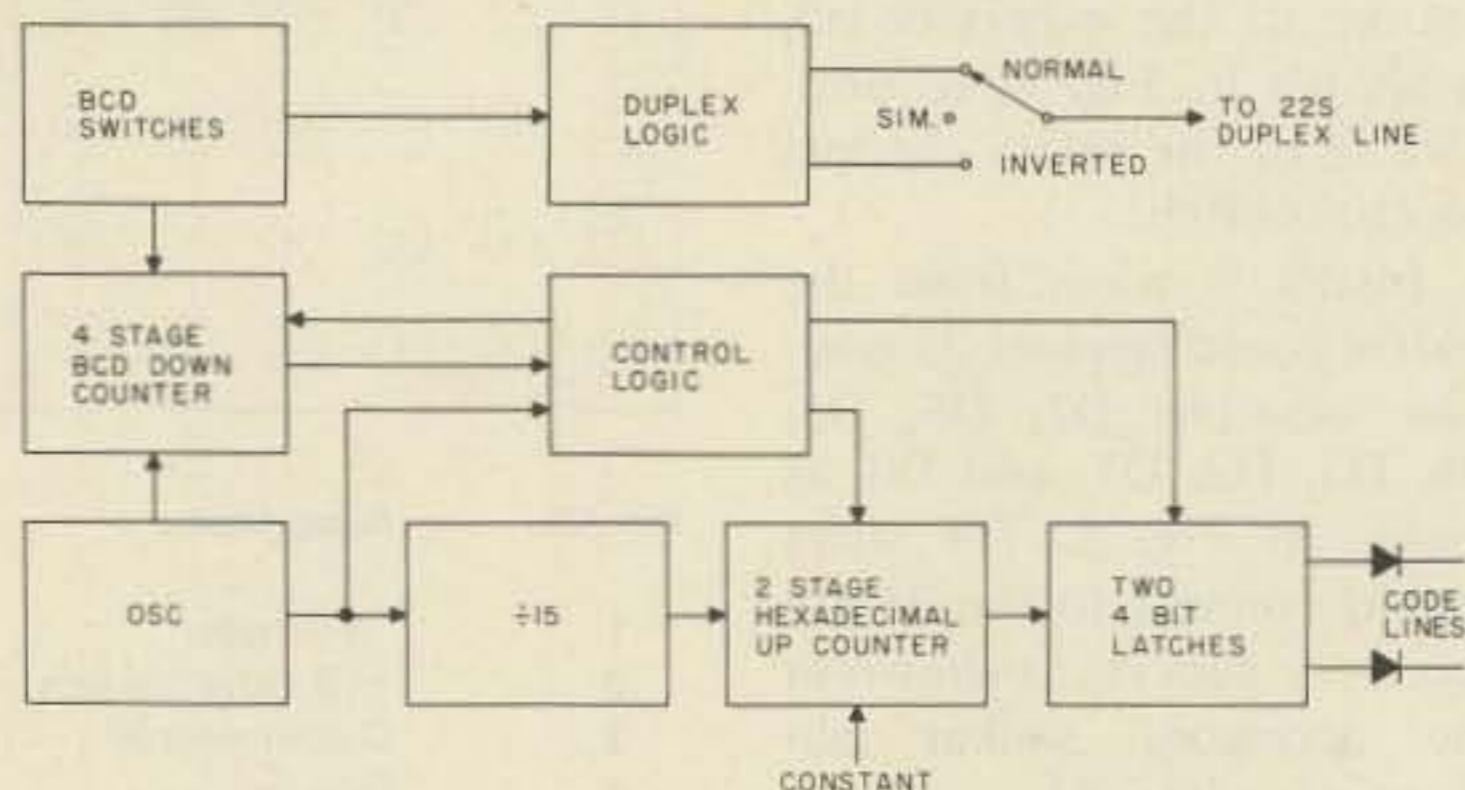 BCD
SWITCHES
DUPLEX
LOGIC
NORMAL
SIM.
INVERTED
TO 22S
DUPLEX LINE
4 STAGE
BCD DOWN
COUNTER
CONTROL
LOGIC
OSC
÷15
2 STAGE
HEXADECIMAL
UP COUNTER
TWO
4 BIT
LATCHES
CODE
LINES
CONSTANT